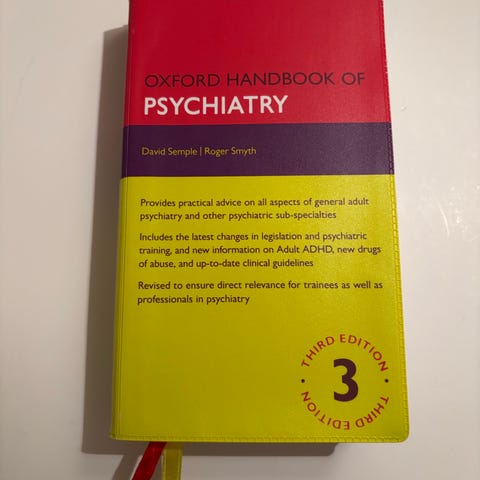 OXFORD HANDBOOK OF
PSYCHIATRY
David Semple | Roger Smyth
Provides practical advice on all aspects of general adult
psychiatry and other psychiatric sub-specialties
Includes the latest changes in legislation and psychiatric
training, and new information on Adult ADHD, new drugs
of abuse, and up-to-date clinical guidelines
Revised to ensure direct relevance for trainees as well as
professionals in psychiatry
THIRD EDITION
3
THIRD EDITION